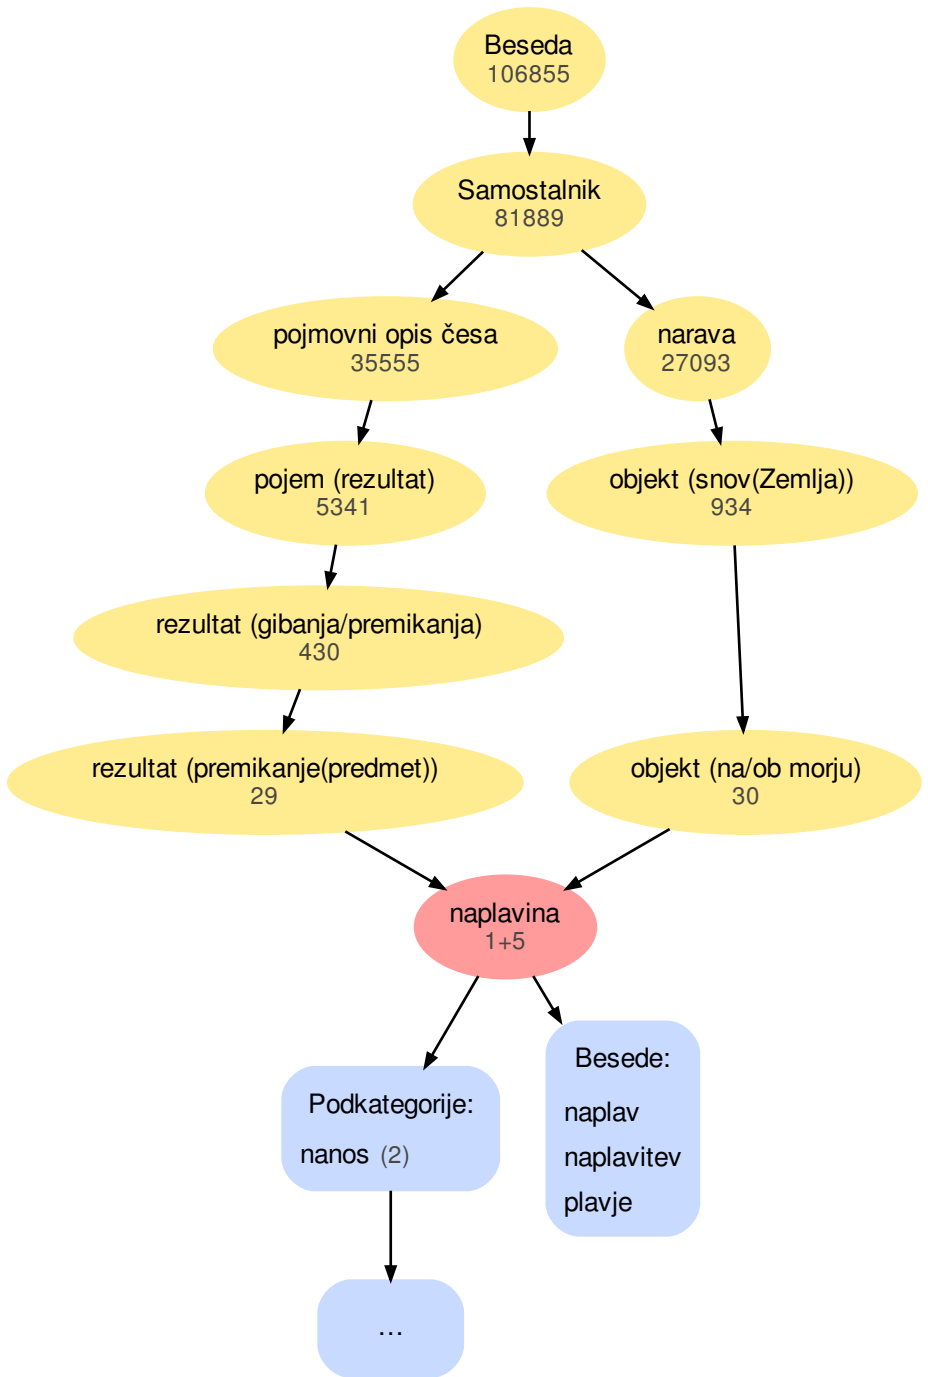 Beseda
106855
Samostalnik
81889
pojmovni opis česa
35555
narava
27093
pojem (rezultat)
5341
objekt (snov(Zemlja))
934
rezultat (gibanja/premikanja)
430
rezultat (premikanje(predmet))
29
objekt (na/ob morju)
30
naplavina
1+5
Podkategorije:
nanos (2)
Besede:
naplav
naplavitev
plavje
...